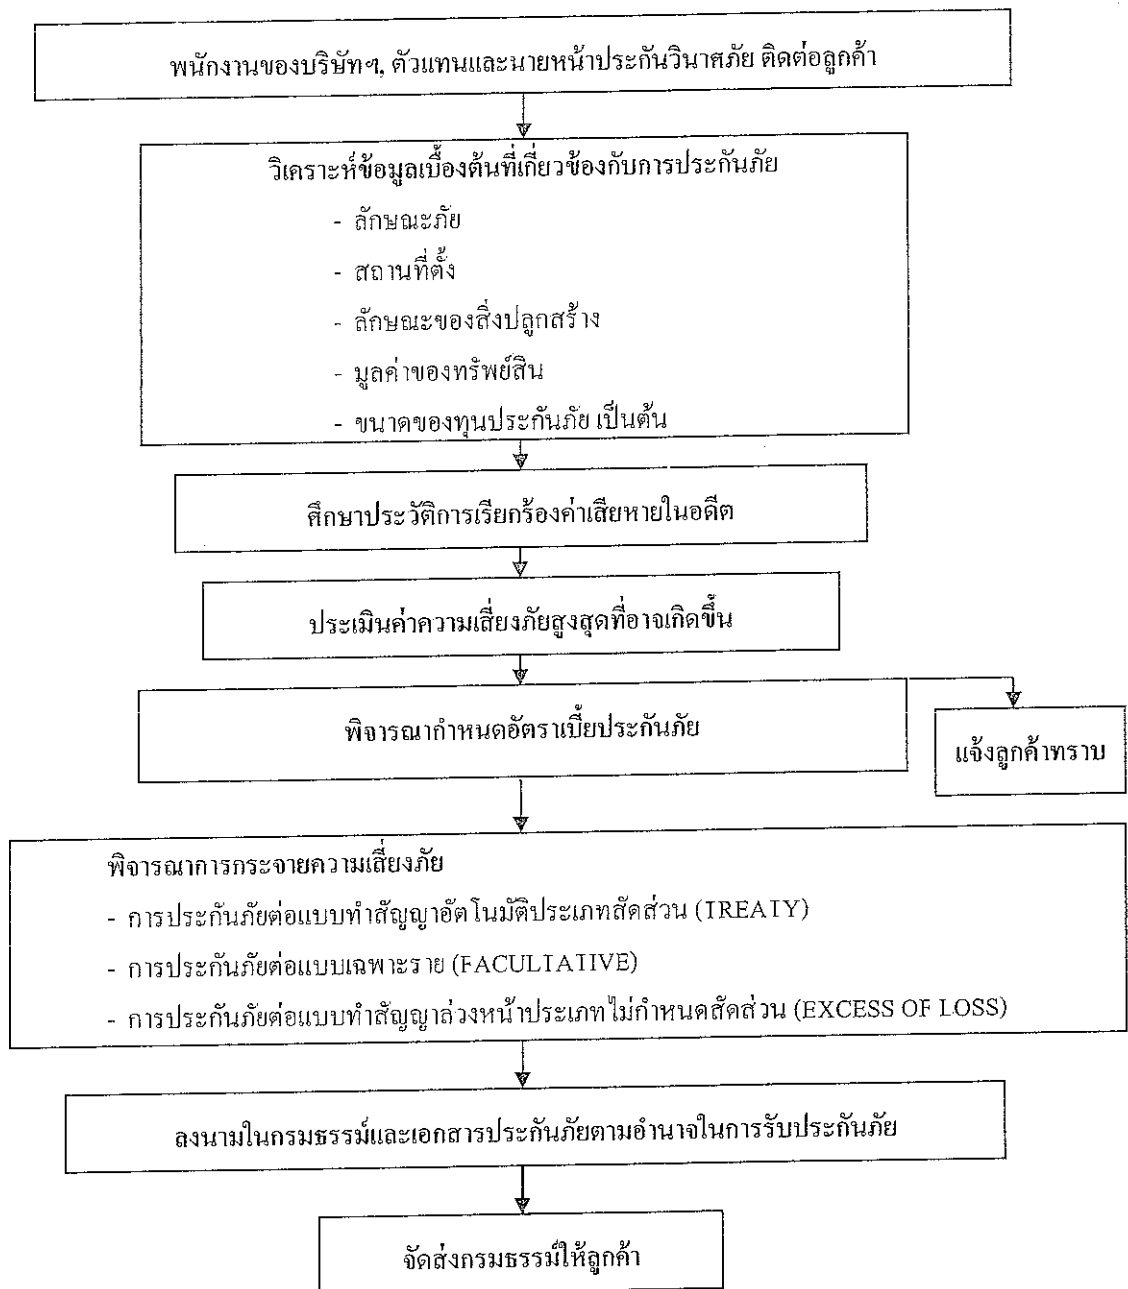 พนักงานของบริษัทฯ, ตัวแทนและนายหน้าประกันวินาศภัย ติดต่อลูกค้า
วิเคราะห์ข้อมูลเบื้องต้นที่เกี่ยวข้องกับการประกันภัย
- ลักษณะภัย
- สถานที่ตั้ง
- ลักษณะของสิ่งปลูกสร้าง
- มูลค่าของทรัพย์สิน
- ขนาดของทุนประกันภัย เป็นต้น
ศึกษาประวัติการเรียกร้องค่าเสียหายในอดีต
ประเมินค่าความเสี่ยงภัยสูงสุดที่อาจเกิดขึ้น
พิจารณากำหนดอัตราเบี้ยประกันภัย
แจ้งลูกค้าทราบ
พิจารณาการกระจายความเสี่ยงภัย
- การประกันภัยต่อแบบทำสัญญาอัตโนมัติประเภทสัดส่วน (TREATY)
- การประกันภัยต่อแบบเฉพาะราย (FACULTATIVE)
- การประกันภัยต่อแบบทำสัญญาล่วงหน้าประเภทไม่กำหนดสัดส่วน (EXCESS OF LOSS)
ลงนามในกรมธรรม์และเอกสารประกันภัยตามอำนาจในการรับประกันภัย
จัดส่งกรมธรรม์ให้ลูกค้า